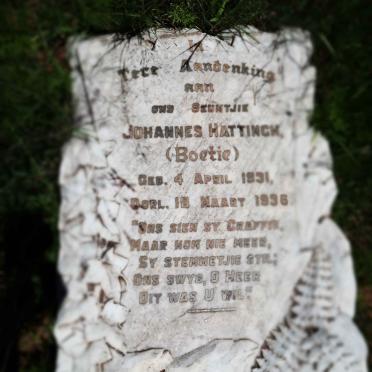 Tere Aandenking
aan
ons Seuntjie
Johannes Hattingh,
(Boetie)
Geb. 4 April 1931,
Oorl. 18 Maart 1936
"Ons sien sy graffie,
Maar hom nie meer,
Sy stemmetjie stil;
Ons swyg, O Heer
Dit was U wil."